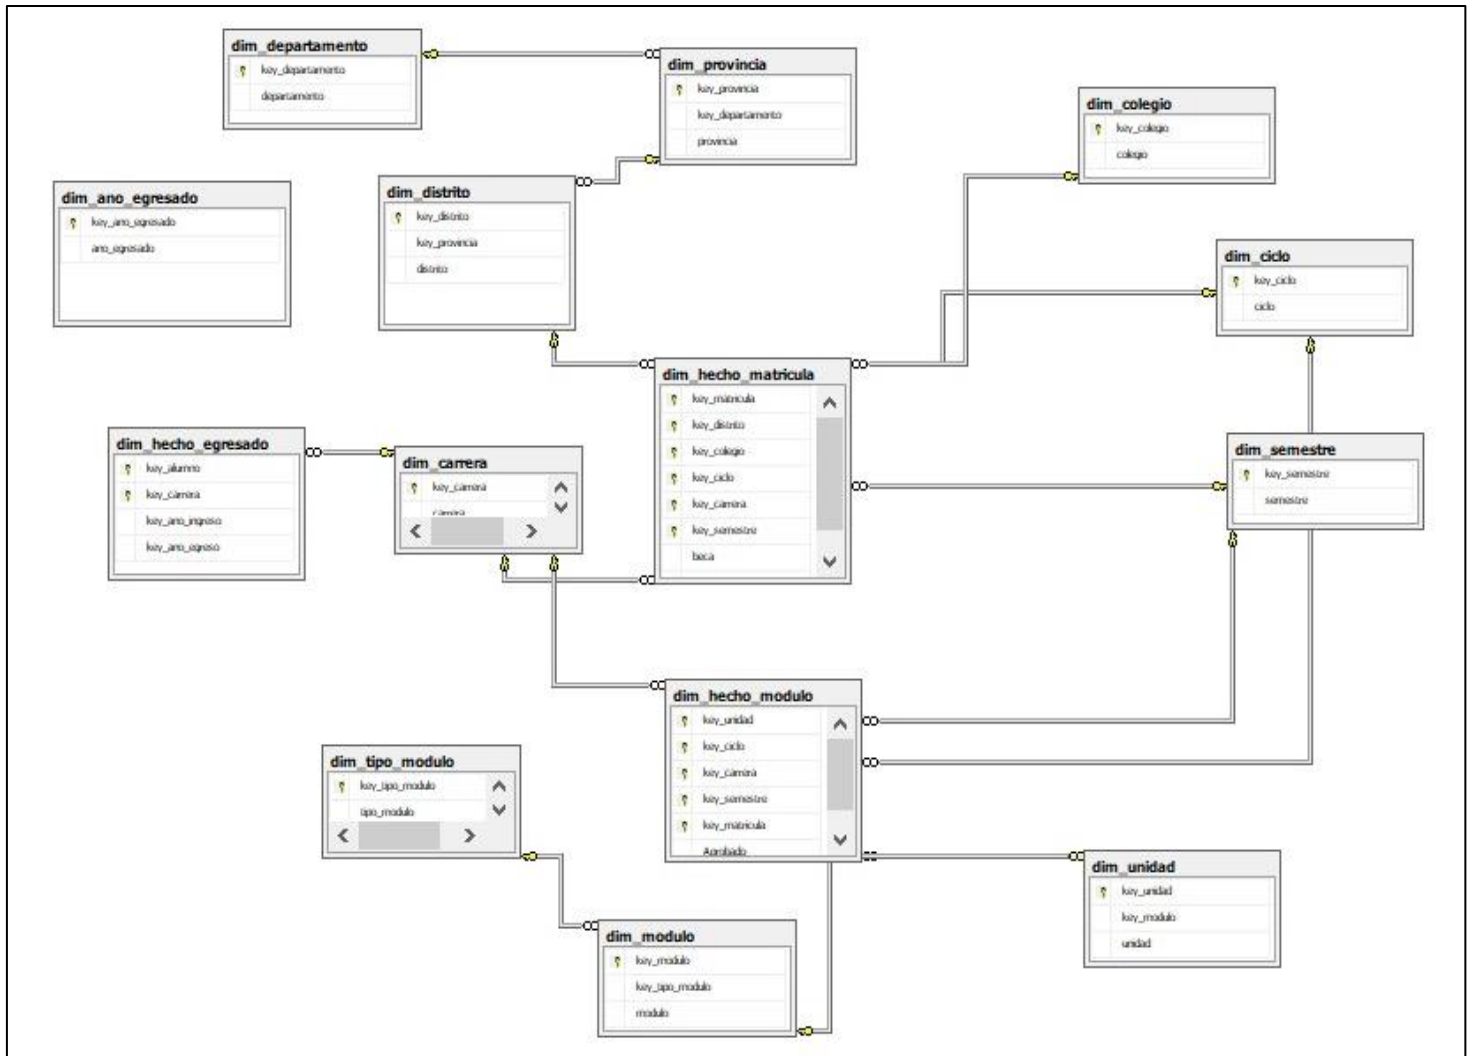 dim_departamento
key_departamento
departamento
dim_provincia
key_provincia
key_departamento
provincia
dim_colegio
key_colegio
colegio
dim_ano_egresado
key_ano_egresado
ano_egresado
dim_distrito
key_distrito
key_provincia
distrito
dim_ciclo
key_ciclo
ciclo
dim_hecho_matricula
key_matricula
key_distrito
key_colegio
key_ciclo
key_carrera
key_semestre
beca
dim_hecho_egresado
key_alumno
key_carrera
key_ano_ingreso
key_ano_egreso
dim_carrera
key_carrera
carrera
dim_semestre
key_semestre
semestre
dim_hecho_modulo
key_unidad
key_ciclo
key_carrera
key_semestre
key_matricula
Aprobado
dim_tipo_modulo
key_tipo_modulo
tipo_modulo
dim_unidad
key_unidad
key_modulo
unidad
dim_modulo
key_modulo
key_tipo_modulo
modulo